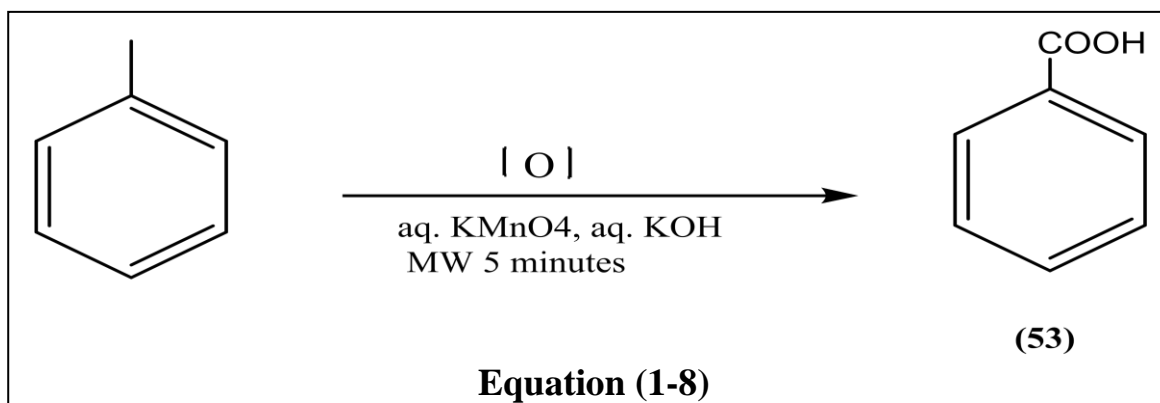 COOH
[ O ]
aq. KMnO4, aq. KOH
MW 5 minutes
(53)
Equation (1-8)